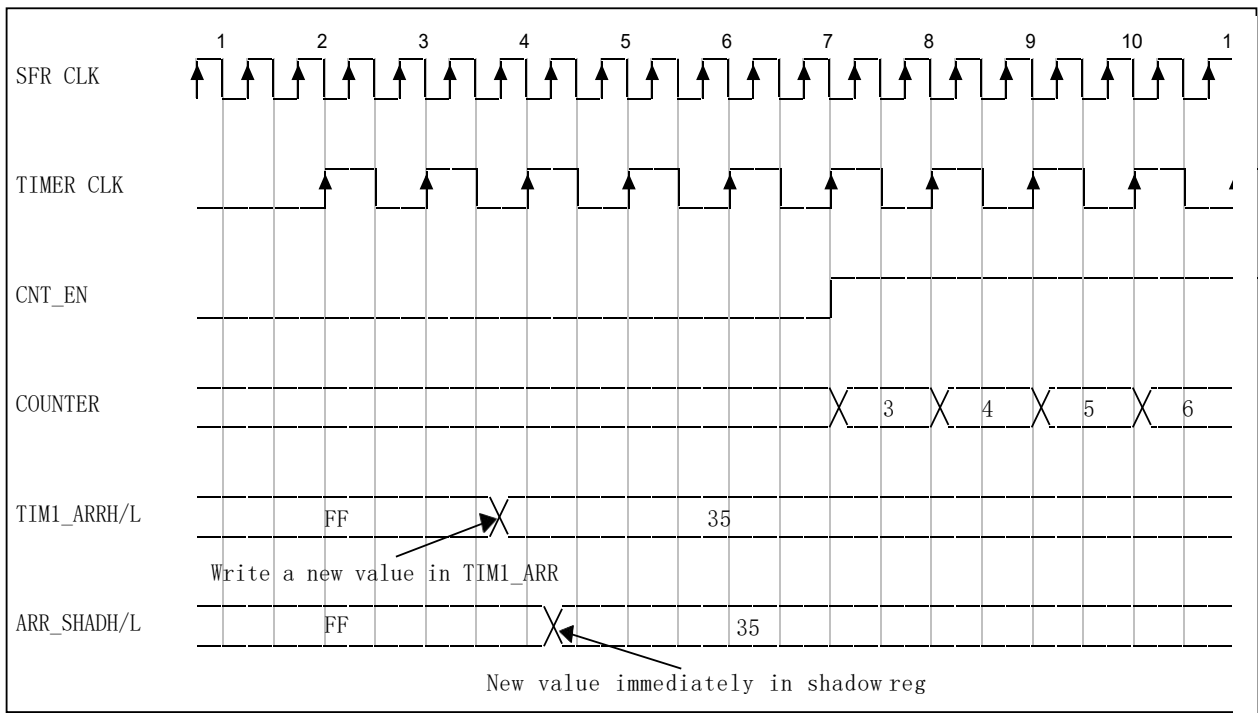 1 2 3 4 5 6 7 8 9 10 1
SFR CLK
TIMER CLK
CNT_EN
COUNTER 3 4 5 6
TIM1_ARRH/L FF 35
Write a new value in TIM1_ARR
ARR_SHADH/L FF 35
New value immediately in shadow reg